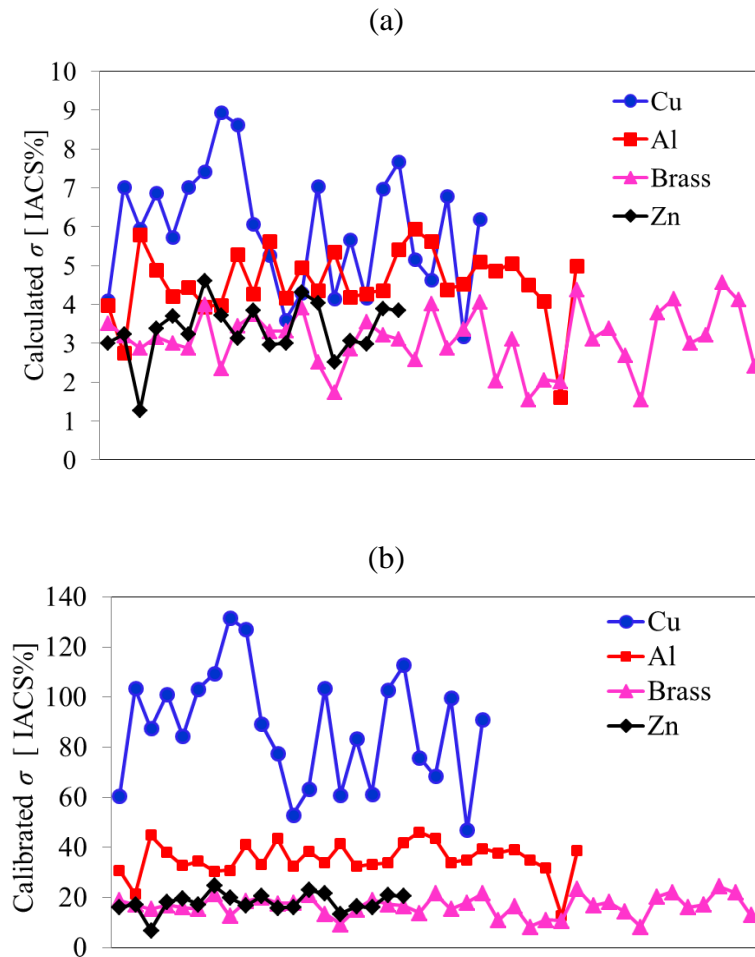 (a)
10
9
8
7
6
5
4
3
2
1
0
Calculated σ [ IACS%]
Cu
Al
Brass
Zn
(b)
140
120
100
80
60
40
20
0
Calibrated σ [ IACS%]
Cu
Al
Brass
Zn